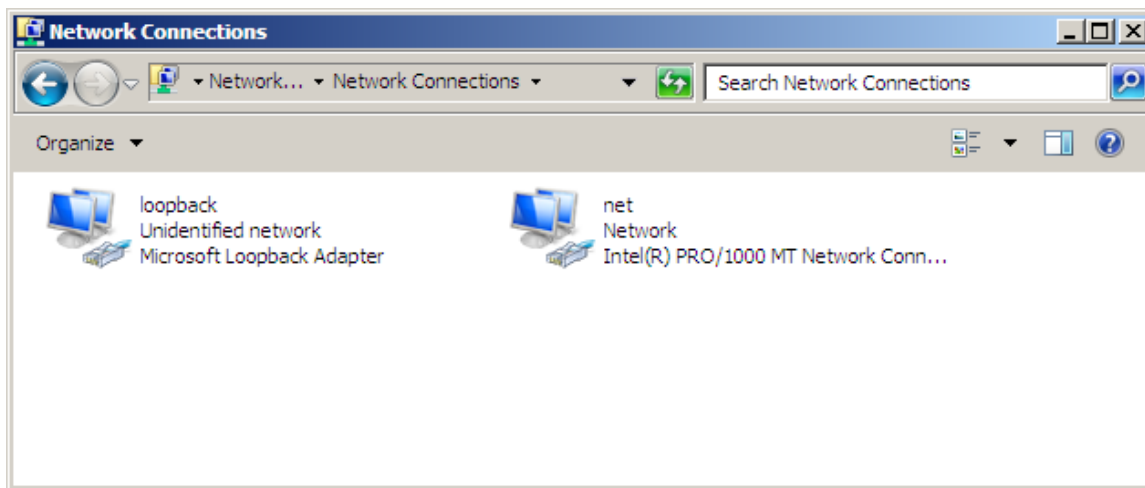 Network Connections
Network... Network Connections
Search Network Connections
Organize
loopback
Unidentified network
Microsoft Loopback Adapter
net
Network
Intel(R) PRO/1000 MT Network Conn...